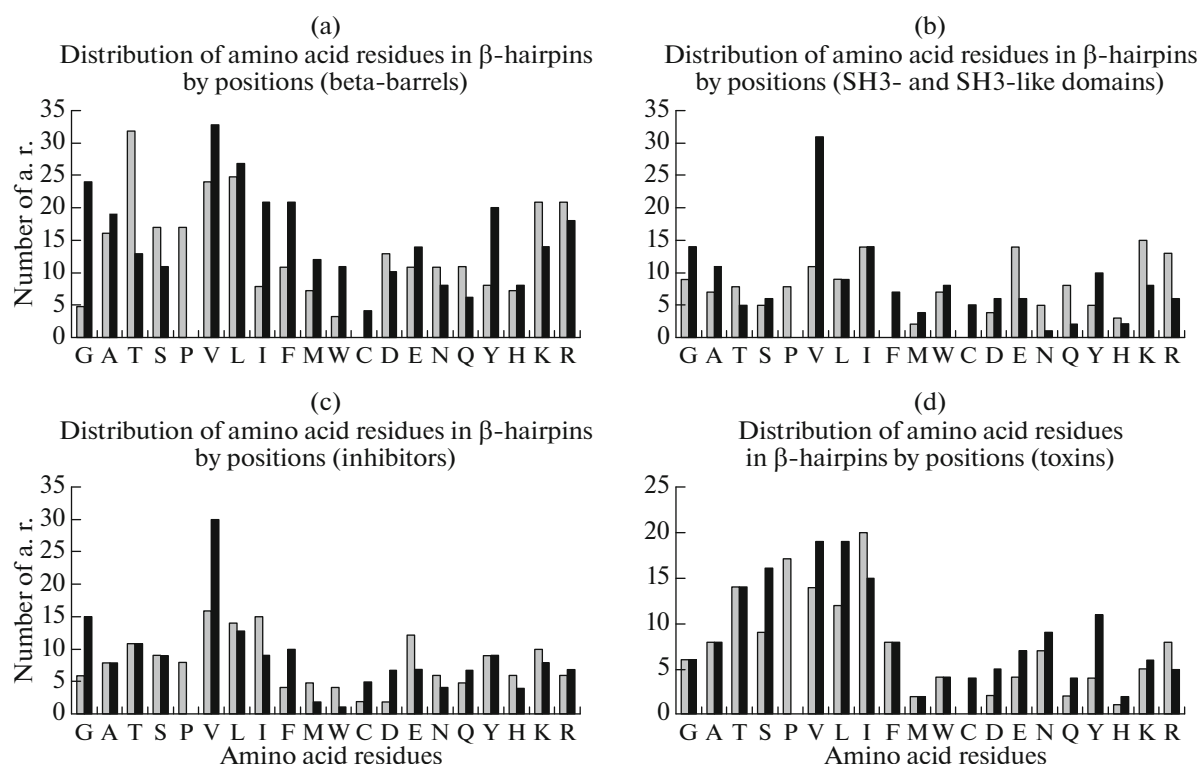 (a)
Distribution of amino acid residues in β-hairpins
by positions (beta-barrels)
35
30
25
20
15
10
5
0
Number of a. r.
G A T S P V L I F M W C D E N Q Y H K R
(b)
Distribution of amino acid residues in β-hairpins
by positions (SH3- and SH3-like domains)
35
30
25
20
15
10
5
0
G A T S P V L I F M W C D E N Q Y H K R
(c)
Distribution of amino acid residues in β-hairpins
by positions (inhibitors)
35
30
25
20
15
10
5
0
Number of a. r.
G A T S P V L I F M W C D E N Q Y H K R
Amino acid residues
(d)
Distribution of amino acid residues
in β-hairpins by positions (toxins)
25
20
15
10
5
0
G A T S P V L I F M W C D E N Q Y H K R
Amino acid residues